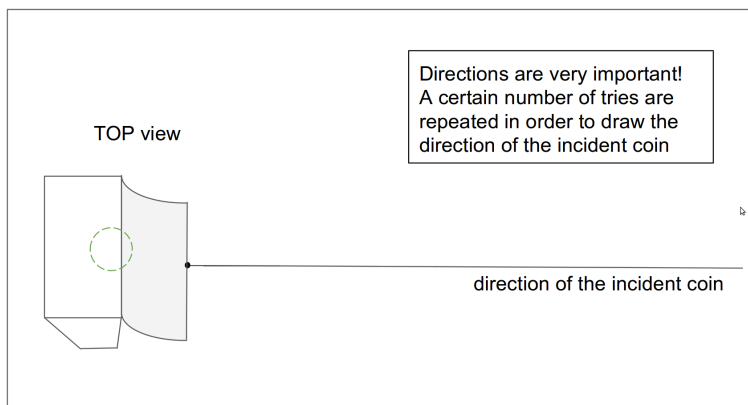 Directions are very important!
A certain number of tries are
repeated in order to draw the
direction of the incident coin
TOP view
direction of the incident coin